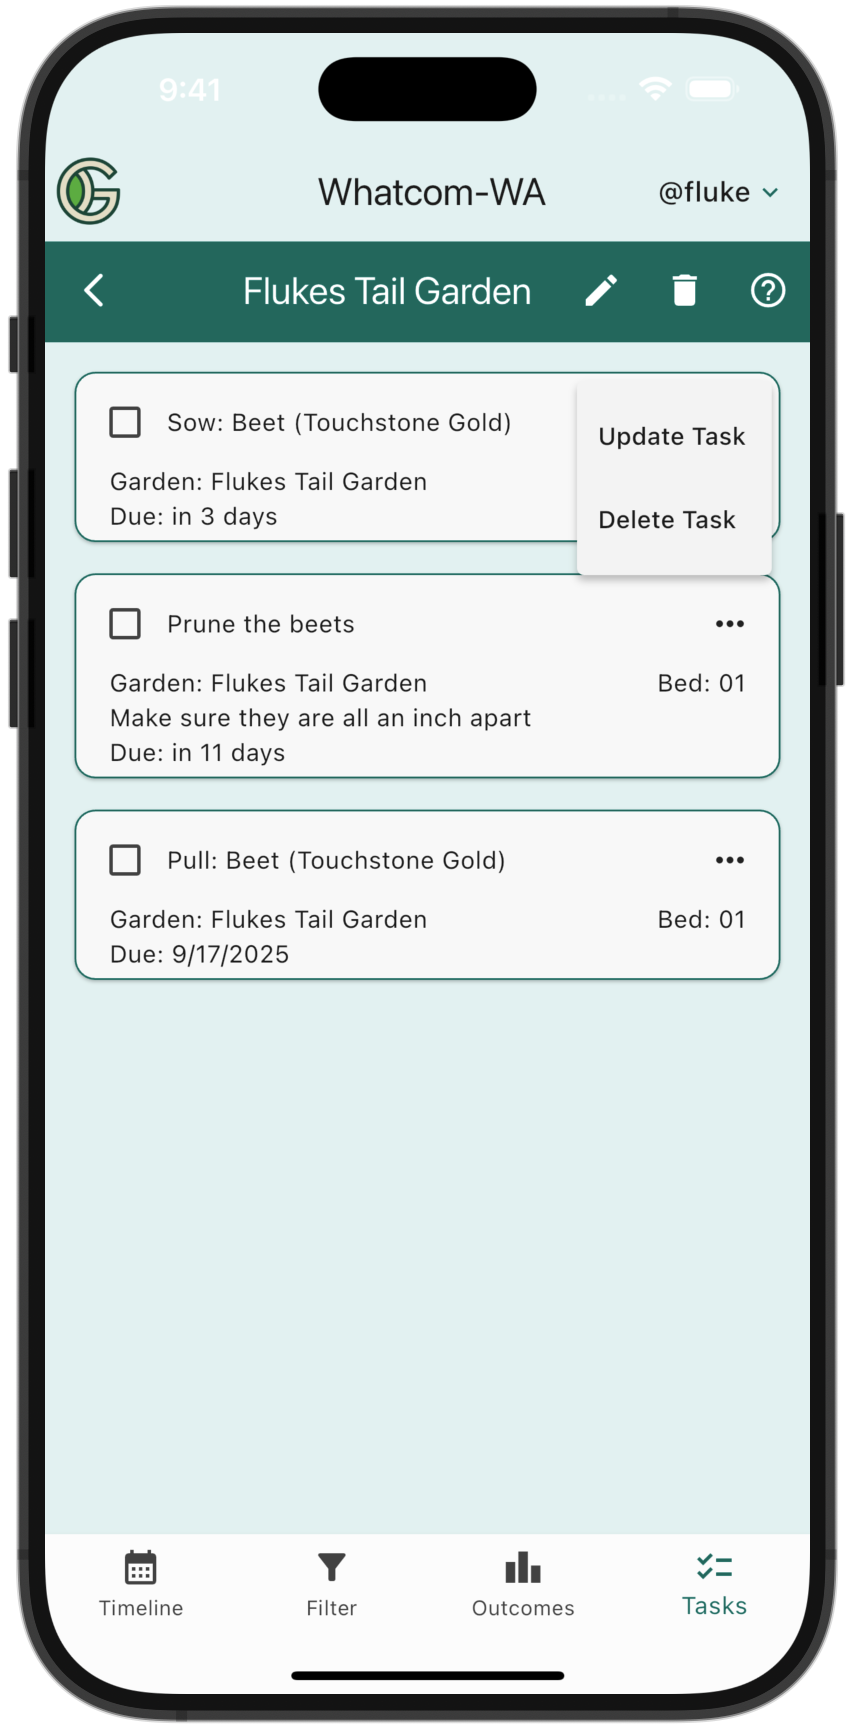 9:41
Whatcom-WA
@fluke
Flukes Tail Garden
Sow: Beet (Touchstone Gold)
Update Task
Garden: Flukes Tail Garden
Due: in 3 days
Delete Task
Prune the beets
Garden: Flukes Tail Garden
Bed: 01
Make sure they are all an inch apart
Due: in 11 days
Pull: Beet (Touchstone Gold)
Garden: Flukes Tail Garden
Bed: 01
Due: 9/17/2025
Timeline
Filter
Outcomes
Tasks